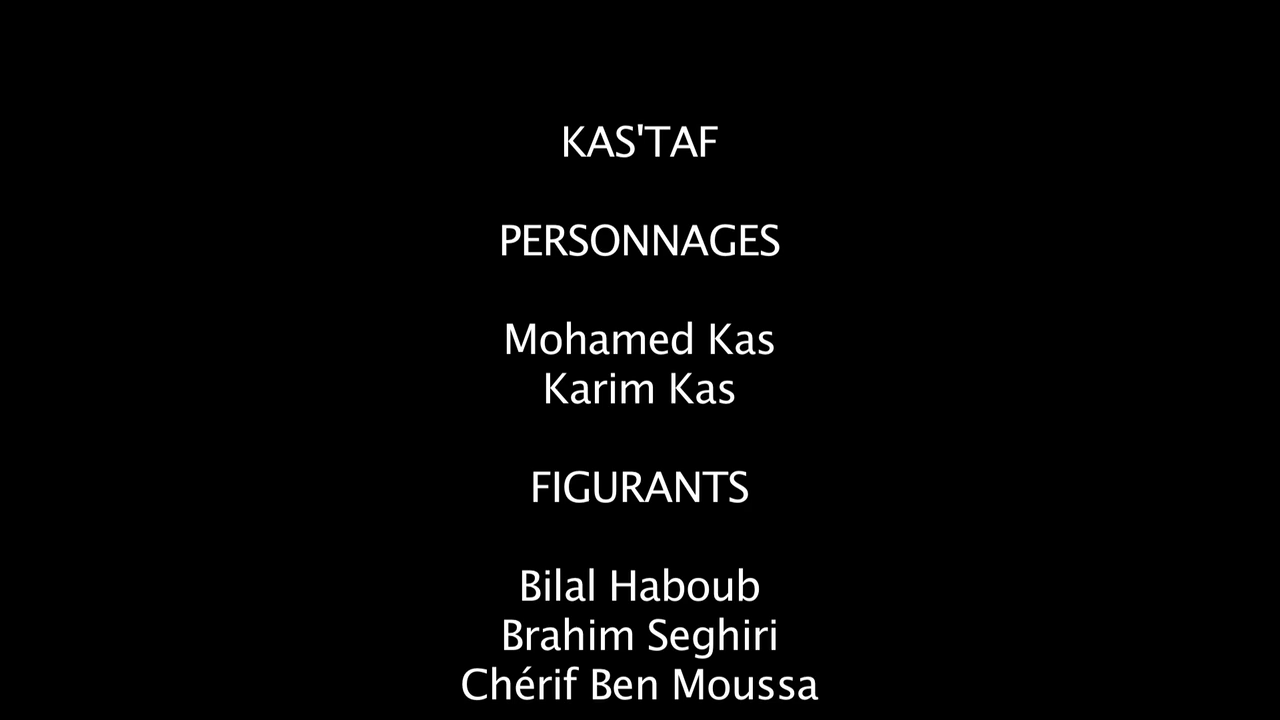 KAS'TAF
PERSONNAGES
Mohamed Kas
Karim Kas
FIGURANTS
Bilal Haboub
Brahim Seghiri
Chérif Ben Moussa